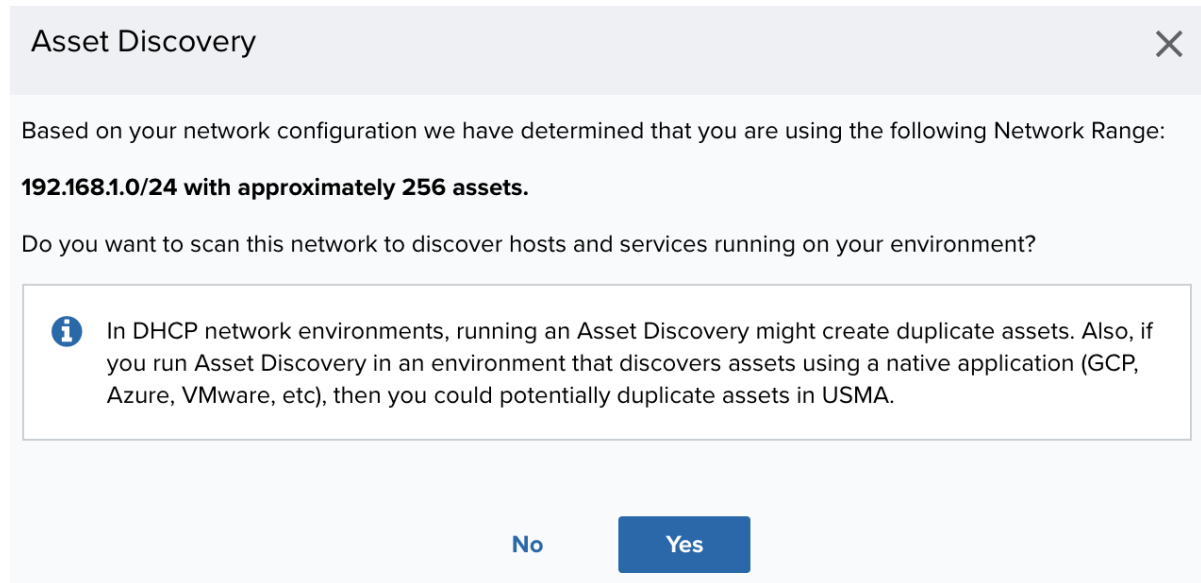 Asset Discovery
Based on your network configuration we have determined that you are using the following Network Range:
192.168.1.0/24 with approximately 256 assets.
Do you want to scan this network to discover hosts and services running on your environment?
In DHCP network environments, running an Asset Discovery might create duplicate assets. Also, if
you run Asset Discovery in an environment that discovers assets using a native application (GCP,
Azure, VMware, etc), then you could potentially duplicate assets in USMA.
No
Yes